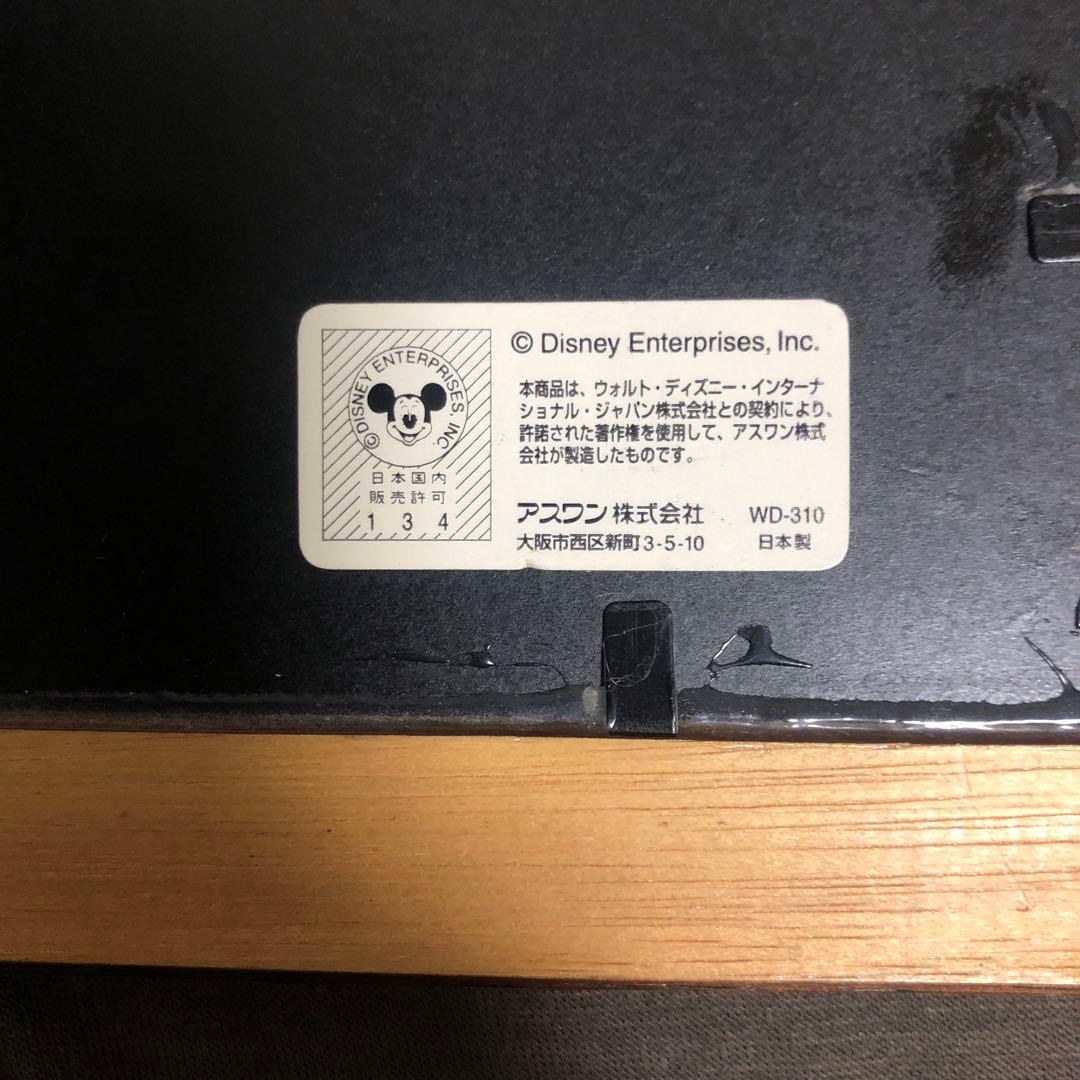 ©DISNEY ENTERPRISES, INC.
日本国内
販売許可
1 3 4
© Disney Enterprises, Inc.
本商品は、ウォルト・ディズニー・インターナ
ショナル・ジャパン株式会社との契約により、
許諾された著作権を使用して、アスワン株式
会社が製造したものです。
アスワン株式会社 WD-310
大阪市西区新町3-5-10 日本製